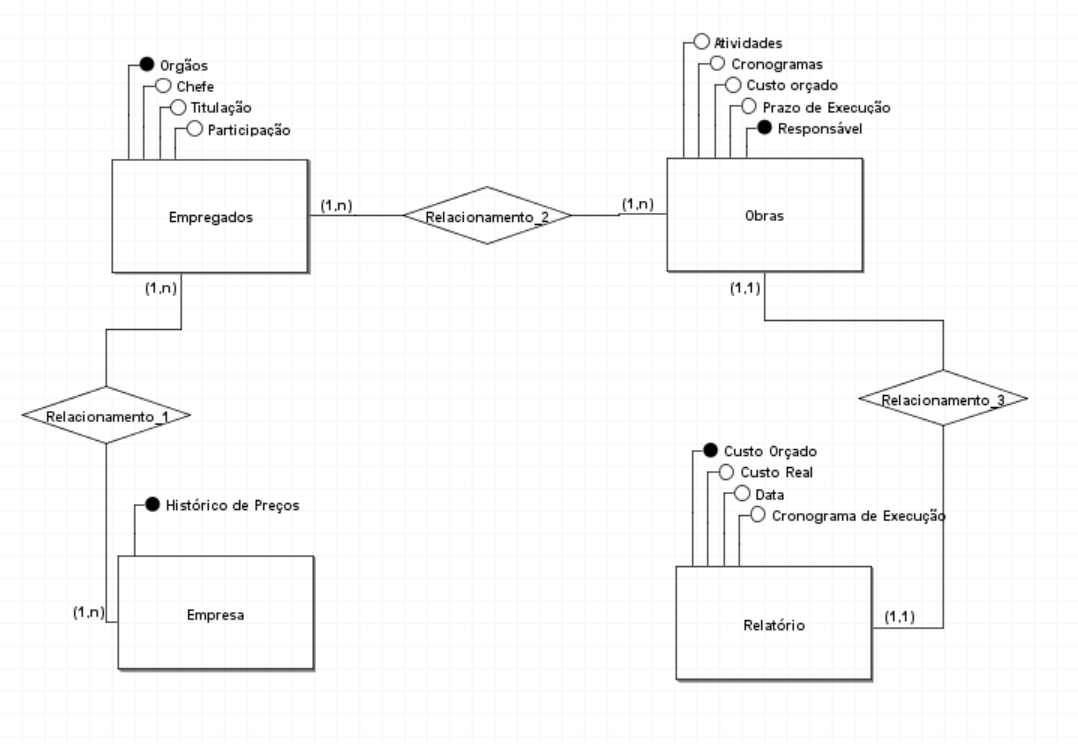 Orgãos
Chefe
Titulação
Participação
Empregados
(1,n)
Relacionamento_2
(1,n)
Atividades
Cronogramas
Custo orçado
Prazo de Execução
Responsável
Obras
(1,n)
Relacionamento_1
(1,1)
Relacionamento_3
Histórico de Preços
Empresa
(1,n)
Custo Orçado
Custo Real
Data
Cronograma de Execução
Relatório
(1,1)